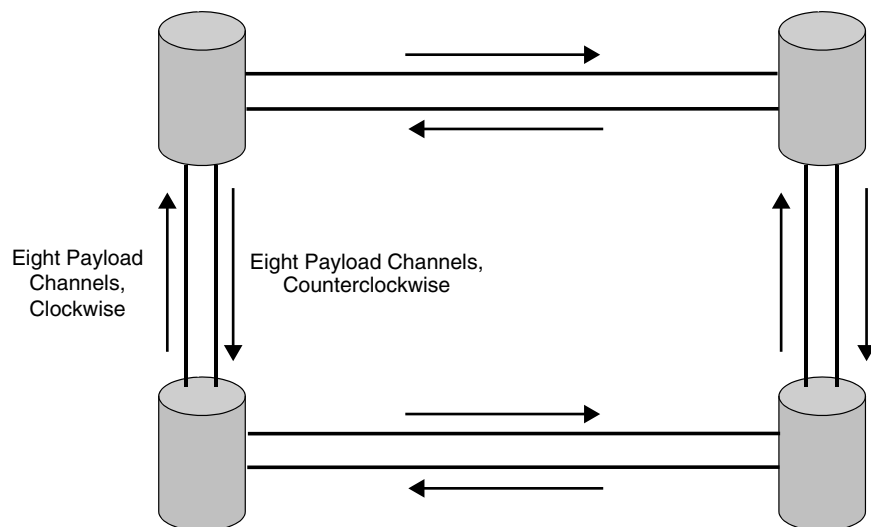 Eight Payload
Channels,
Clockwise
Eight Payload Channels,
Counterclockwise